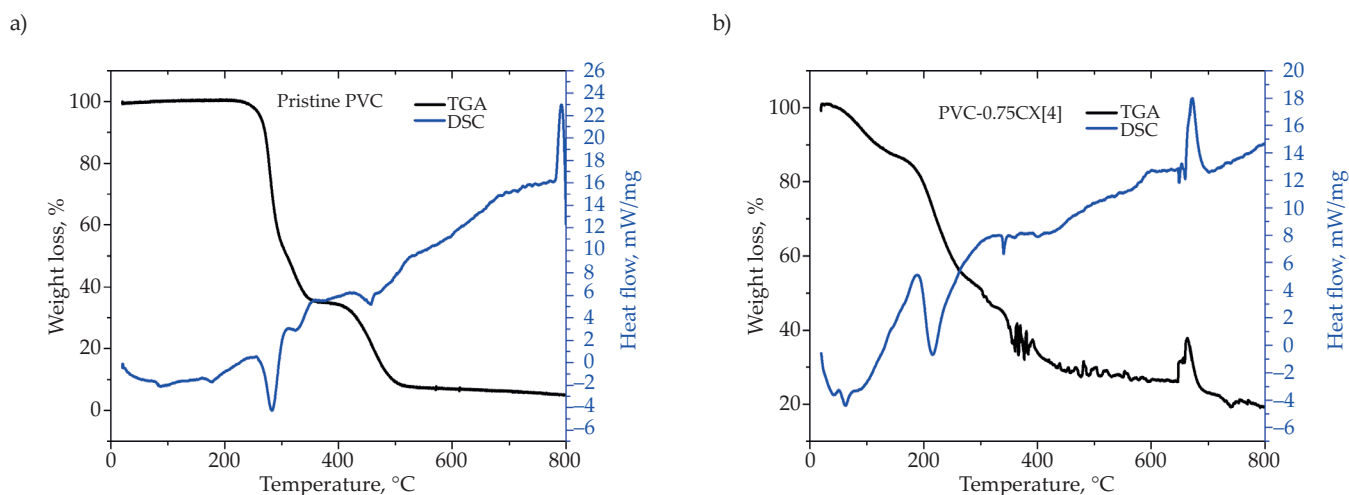 a)
Pristine PVC
TGA
DSC
100
80
60
40
10
0
Weight loss, %
26
24
22
20
18
16
14
12
10
8
6
4
2
0
–2
–4
–6
Heat flow, mW/mg
0 200 400 600 800
Temperature, °C
b)
PVC-0.75CX[4]
TGA
DSC
100
80
60
40
20
Weight loss, %
20
18
16
14
12
10
8
6
4
2
0
–2
–4
–6
Heat flow, mW/mg
0 200 400 600 800
Temperature, °C